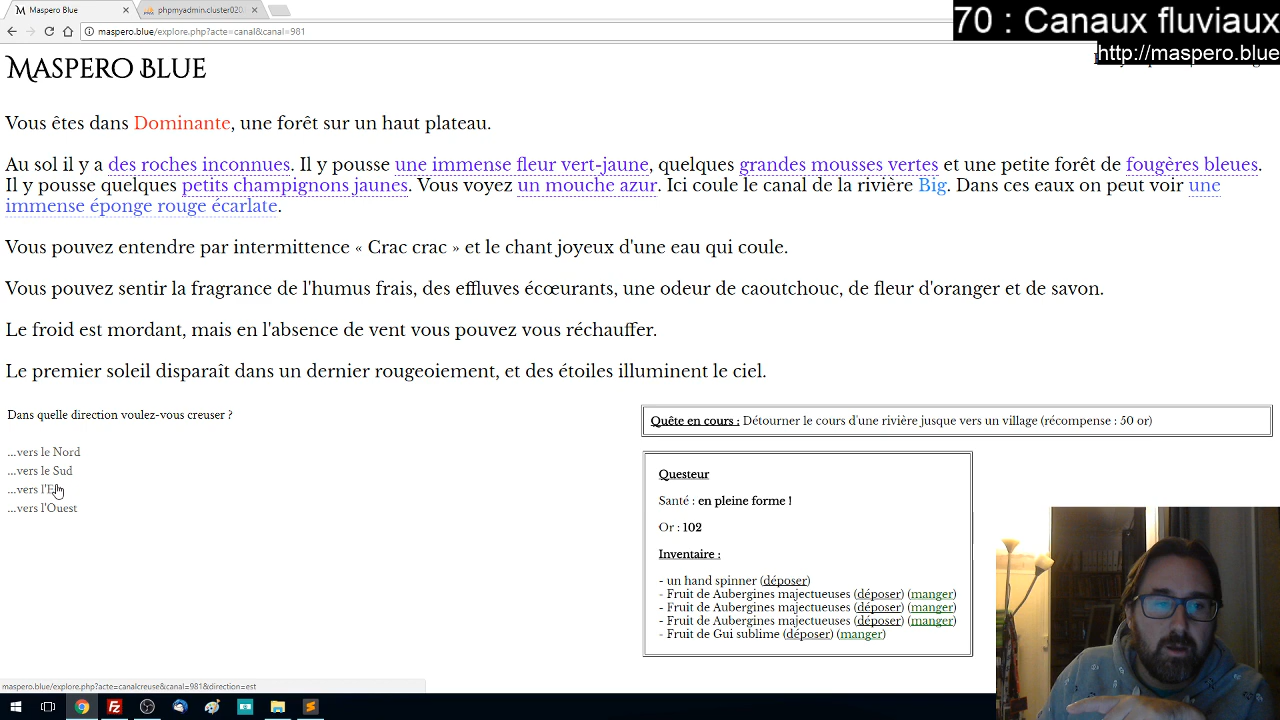 Maspero Blue
phpmyadmin.cluster020
maspero.blue/explore.php?acte=canal&canal=981
70 : Canaux fluviaux
http://maspero.blue
MASPERO BLUE
Vous êtes dans Dominante, une forêt sur un haut plateau.
Au sol il y a des roches inconnues. Il y pousse une immense fleur vert-jaune, quelques grandes mousses vertes et une petite forêt de fougères bleues.
Il y pousse quelques petits champignons jaunes. Vous voyez un mouche azur. Ici coule le canal de la rivière Big. Dans ces eaux on peut voir une
immense éponge rouge écarlate.
Vous pouvez entendre par intermittence « Crac crac » et le chant joyeux d'une eau qui coule.
Vous pouvez sentir la fragrance de l'humus frais, des effluves écœurants, une odeur de caoutchouc, de fleur d'oranger et de savon.
Le froid est mordant, mais en l'absence de vent vous pouvez vous réchauffer.
Le premier soleil disparaît dans un dernier rougeoiement, et des étoiles illuminent le ciel.
Dans quelle direction voulez-vous creuser ?
...vers le Nord
...vers le Sud
...vers
...vers l'Ouest
Quête en cours : Détourner le cours d'une rivière jusque vers un village (récompense : 50 or)
Questeur
Santé : en pleine forme !
Or : 102
Inventaire :
- un hand spinner (déposer)
- Fruit de Aubergines majectueuses (déposer) (manger)
- Fruit de Aubergines majectueuses (déposer) (manger)
- Fruit de Aubergines majectueuses (déposer) (manger)
- Fruit de Gui sublime (déposer) (manger)
maspero.blue/explore.php?acte=canalcreuse&canal=981&direction=est